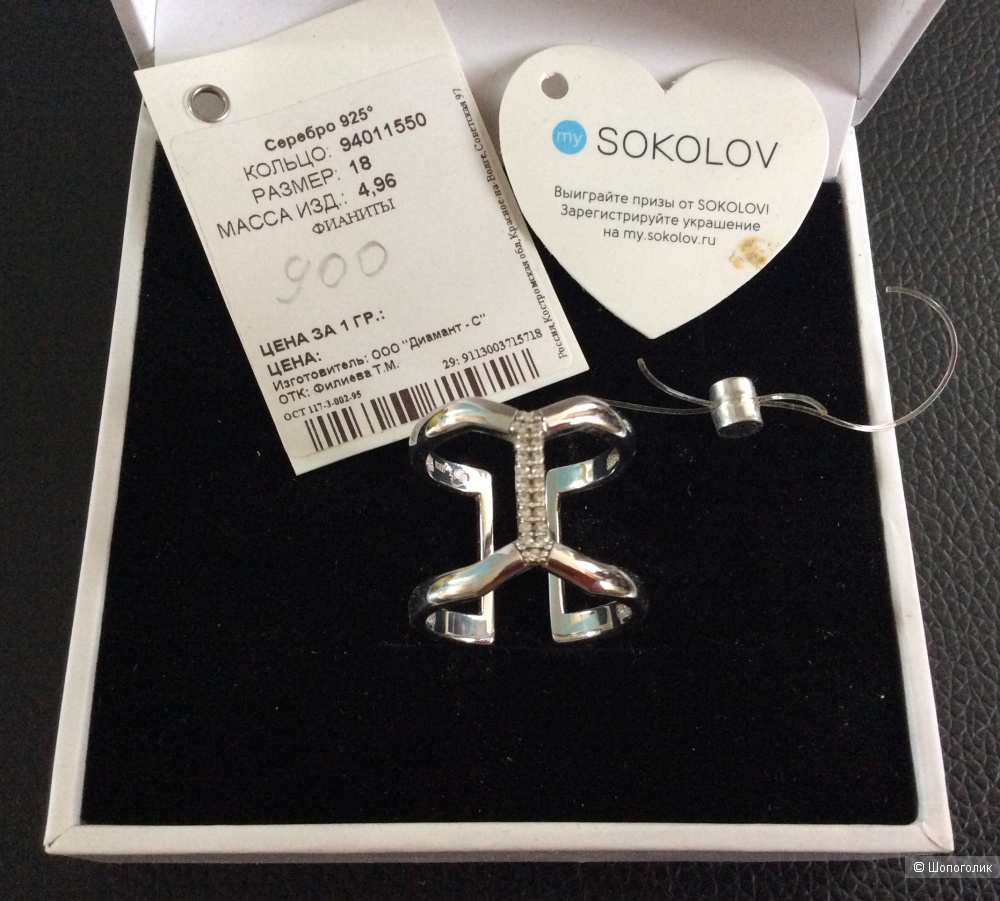 Серебро 925°
КОЛЬЦО: 94011550
РАЗМЕР: 18
МАССА ИЗД.: 4,96
ФИАНИТЫ
900
ЦЕНА ЗА 1 ГР.:
ЦЕНА:
Изготовитель: ООО "Диамант - С"
ОТК: Филиева Т.М.
ОСТ 117-3-002-95
29: 9113003715718
Россия, Костромская обл, Красное-на-Волге, Советская 97
my SOKOLOV
Выиграйте призы от SOKOLOV!
Зарегистрируйте украшение
на my.sokolov.ru
© Шопоголик